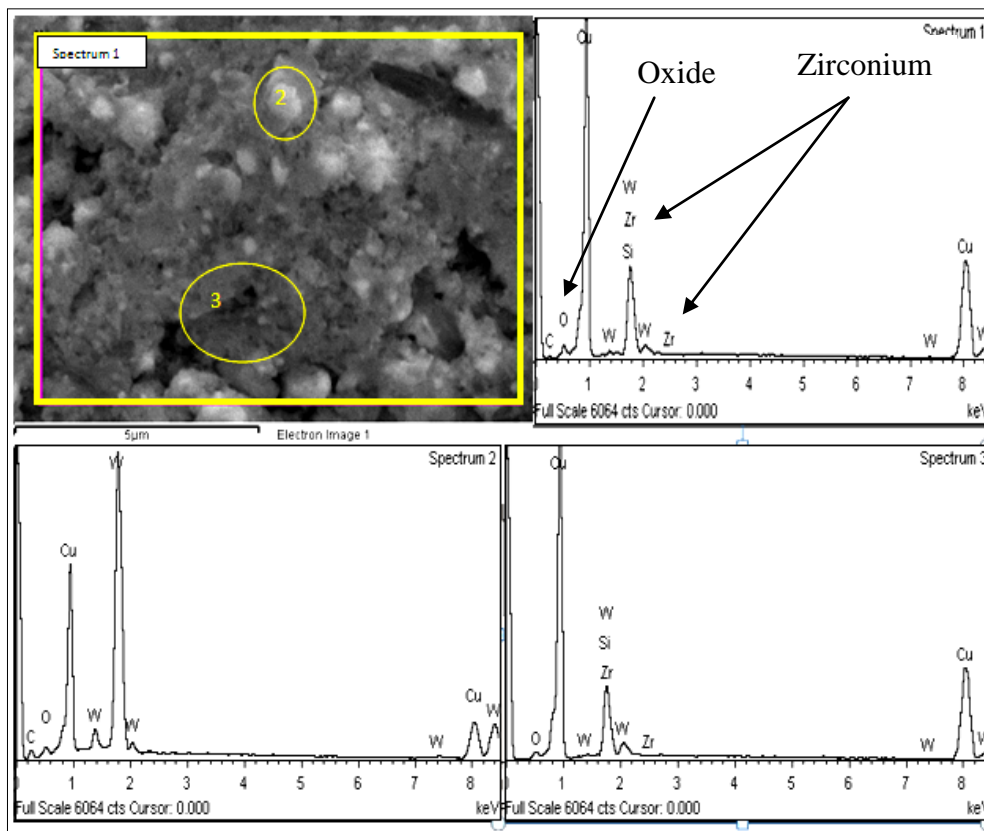 Spectrum 1
2
3
5µm
Electron Image 1
Spectrum 1
Cu
Oxide
Zirconium
W
Zr
Si
Cu
O
C
W
W
Zr
W
W
1 2 3 4 5 6 7 8
Full Scale 6064 cts Cursor: 0.000
keV
Spectrum 2
W
Cu
O
C
W
W
W
Cu
W
1 2 3 4 5 6 7 8
Full Scale 6064 cts Cursor: 0.000
keV
Spectrum 3
Cu
W
Si
Zr
Cu
O
W
W
Zr
W
W
1 2 3 4 5 6 7 8
Full Scale 6064 cts Cursor: 0.000
keV